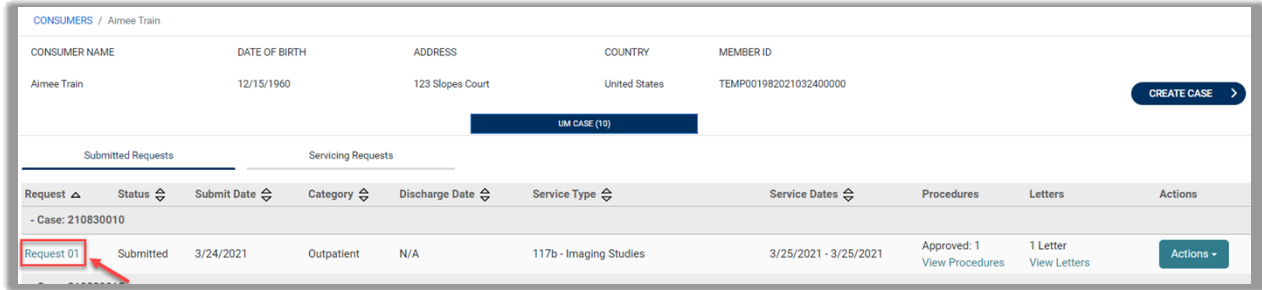 CONSUMERS / Aimee Train
CONSUMER NAME DATE OF BIRTH ADDRESS COUNTRY MEMBER ID
Aimee Train 12/15/1960 123 Slopes Court United States TEMP001982021032400000
CREATE CASE >
UM CASE (10)
Submitted Requests Servicing Requests
Request Status Submit Date Category Discharge Date Service Type Service Dates Procedures Letters Actions
- Case: 210830010
Request 01 Submitted 3/24/2021 Outpatient N/A 117b - Imaging Studies 3/25/2021 - 3/25/2021 Approved: 1 1 Letter Actions
View Procedures View Letters